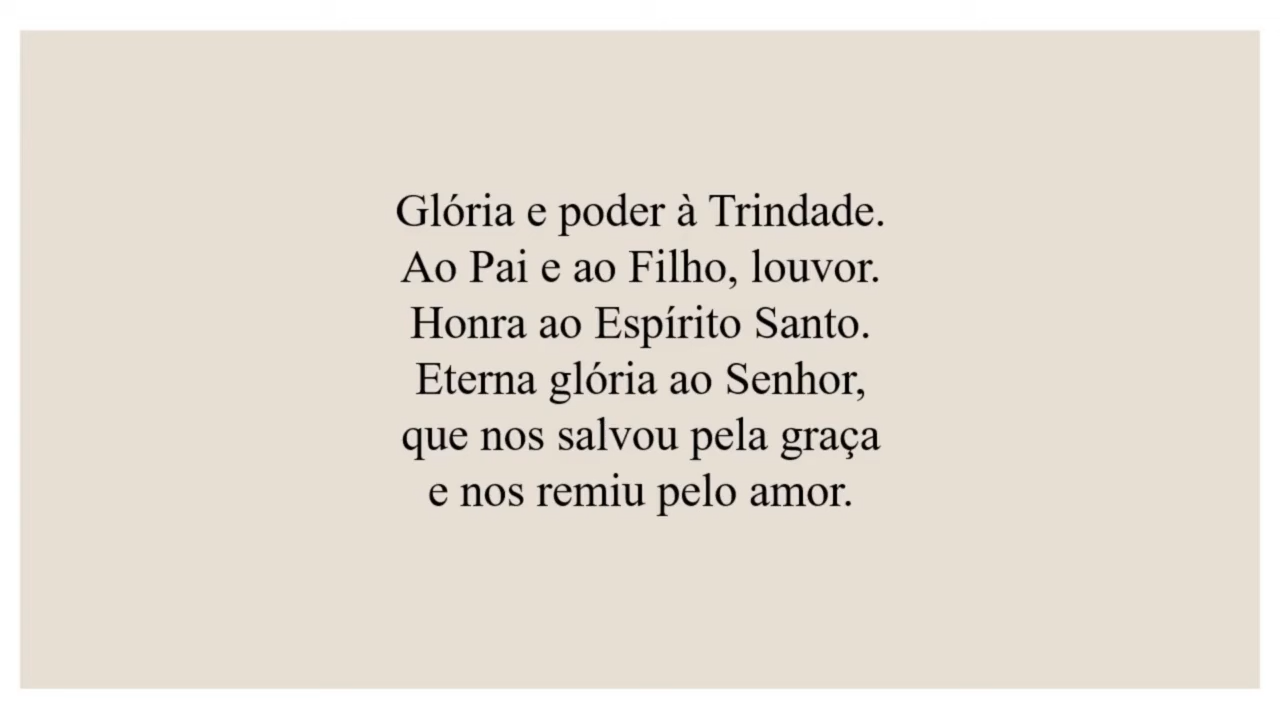 Glória e poder à Trindade.
Ao Pai e ao Filho, louvor.
Honra ao Espírito Santo.
Eterna glória ao Senhor,
que nos salvou pela graça
e nos remiu pelo amor.